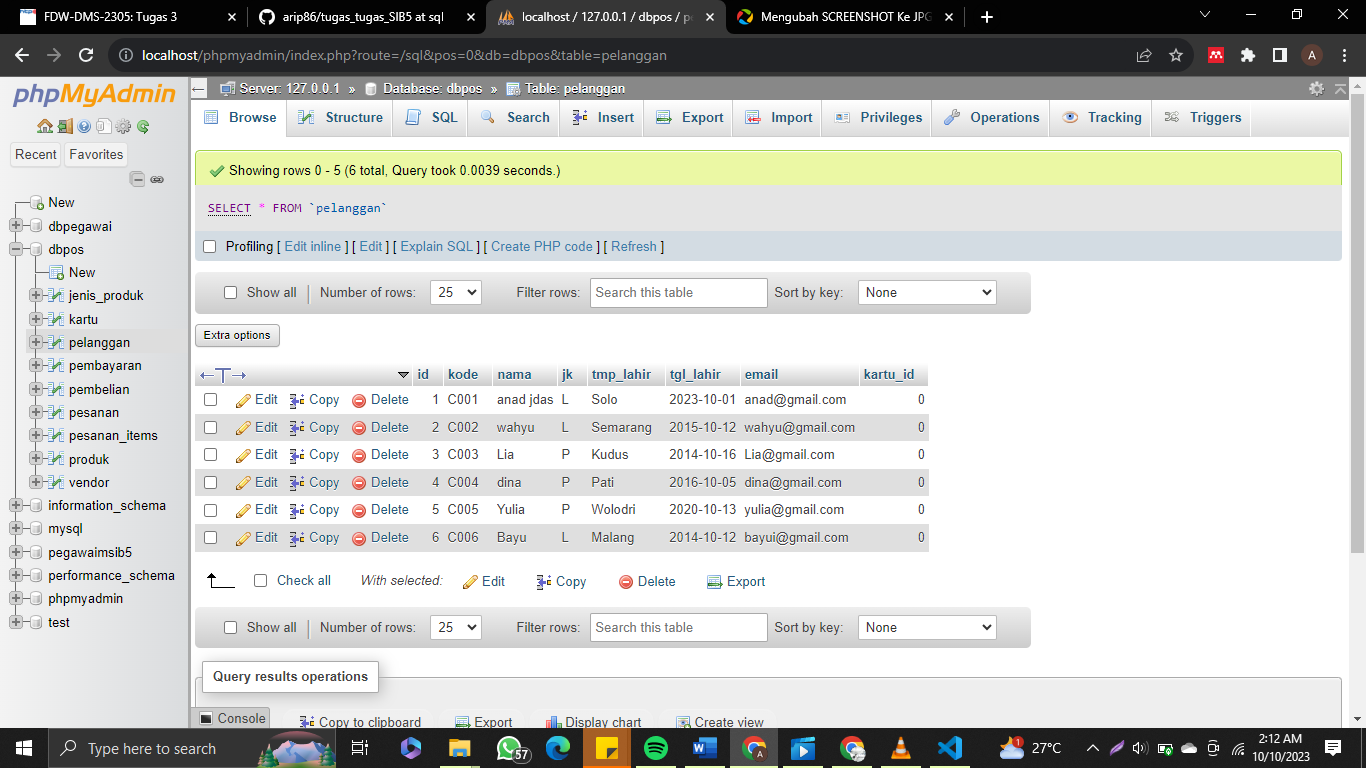 FDW-DMS-2305: Tugas 3
arip86/tugas_tugas_SIB5 at sql
localhost / 127.0.0.1 / dbpos / pe
Mengubah SCREENSHOT Ke JPG
localhost/phpmyadmin/index.php?route=/sql&pos=0&db=dbpos&table=pelanggan
A
phpMyAdmin
Recent Favorites
New
dbpegawai
dbpos
New
jenis_produk
kartu
pelanggan
pembayaran
pembelian
pesanan
pesanan_items
produk
vendor
information_schema
mysql
pegawaimsib5
performance_schema
phpmyadmin
test
Server: 127.0.0.1 » Database: dbpos » Table: pelanggan
Browse Structure SQL Search Insert Export Import Privileges Operations Tracking Triggers
Showing rows 0 - 5 (6 total, Query took 0.0039 seconds.)
SELECT * FROM `pelanggan`
Profiling [ Edit inline ] [ Edit ] [ Explain SQL ] [ Create PHP code ] [ Refresh ]
Show all Number of rows: 25 Filter rows: Search this table Sort by key: None
Extra options
id kode nama jk tmp_lahir tgl_lahir email kartu_id
Edit Copy Delete 1 C001 anad jdas L Solo 2023-10-01 anad@gmail.com 0
Edit Copy Delete 2 C002 wahyu L Semarang 2015-10-12 wahyu@gmail.com 0
Edit Copy Delete 3 C003 Lia P Kudus 2014-10-16 Lia@gmail.com 0
Edit Copy Delete 4 C004 dina P Pati 2016-10-05 dina@gmail.com 0
Edit Copy Delete 5 C005 Yulia P Wolodri 2020-10-13 yulia@gmail.com 0
Edit Copy Delete 6 C006 Bayu L Malang 2014-10-12 bayui@gmail.com 0
Check all With selected: Edit Copy Delete Export
Show all Number of rows: 25 Filter rows: Search this table Sort by key: None
Query results operations
Console
Copy to clipboard Export Display chart Create view
Type here to search
57
A
27°C
2:12 AM
10/10/2023